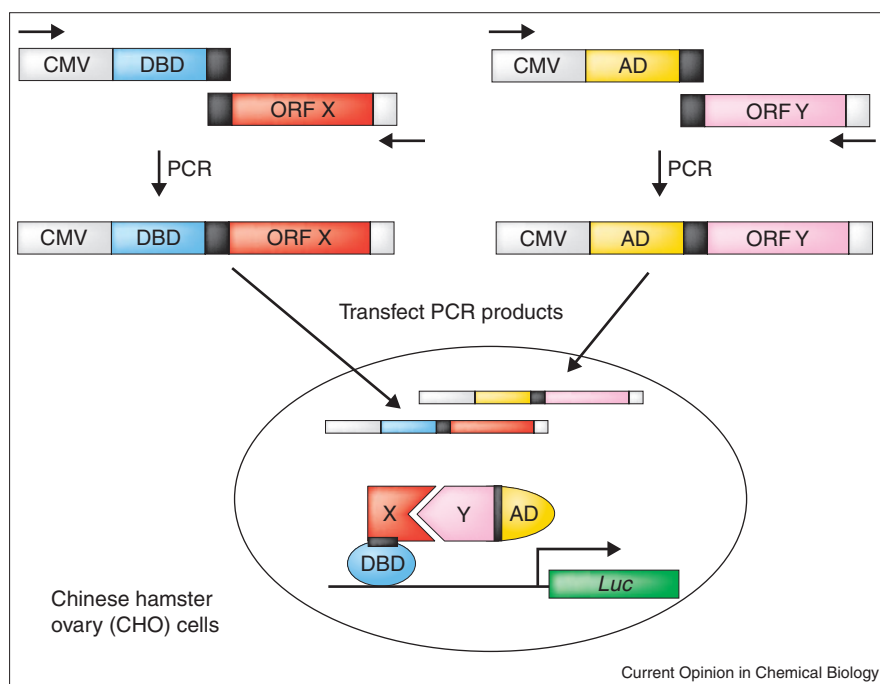 CMV DBD
ORF X
PCR
CMV DBD ORF X
CMV AD
ORF Y
PCR
CMV AD ORF Y
Transfect PCR products
X Y AD
DBD
Luc
Chinese hamster
ovary (CHO) cells
Current Opinion in Chemical Biology